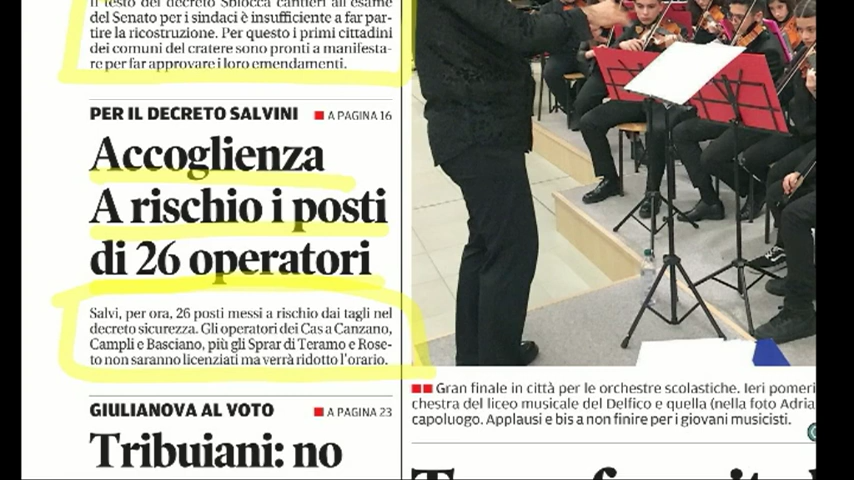 Il testo del decreto Sblocca cantieri all'esame
del Senato per i sindaci è insufficiente a far par-
tire la ricostruzione. Per questo i primi cittadini
dei comuni del cratere sono pronti a manifesta-
re per far approvare i loro emendamenti.
PER IL DECRETO SALVINI A PAGINA 16
Accoglienza
A rischio i posti
di 26 operatori
Salvi, per ora, 26 posti messi a rischio dai tagli nel
decreto sicurezza. Gli operatori dei Cas a Canzano,
Campli e Basciano, più gli Sprar di Teramo e Rose-
to non saranno licenziati ma verrà ridotto l'orario.
GIULIANOVA AL VOTO A PAGINA 23
Tribuiani: no
Gran finale in città per le orchestre scolastiche. Ieri pomeri
chestra del liceo musicale del Delfico e quella (nella foto Adria
capoluogo. Applausi e bis a non finire per i giovani musicisti.